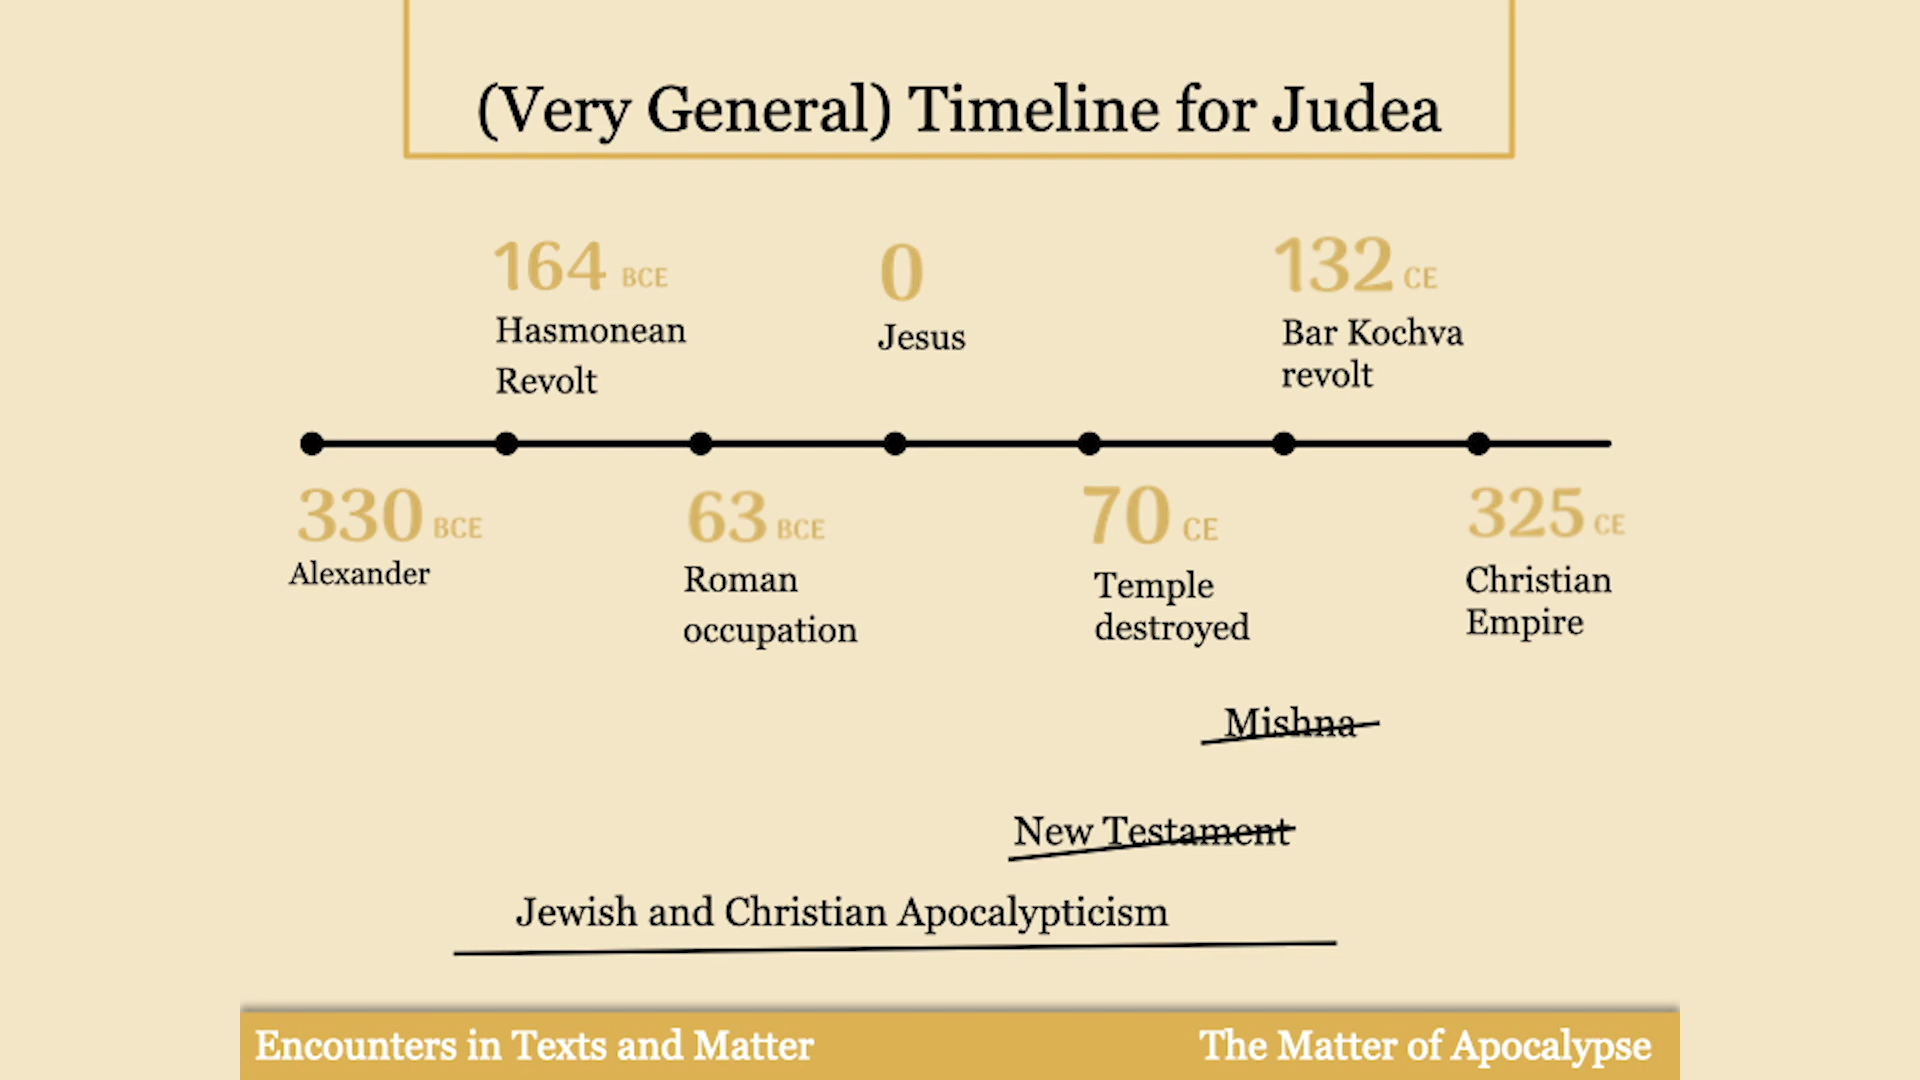 (Very General) Timeline for Judea
164 BCE
Hasmonean
Revolt
0
Jesus
132 CE
Bar Kochva
revolt
330 BCE
Alexander
63 BCE
Roman
occupation
70 CE
Temple
destroyed
325 CE
Christian
Empire
Mishna
New Testament
Jewish and Christian Apocalypticism
Encounters in Texts and Matter
The Matter of Apocalypse